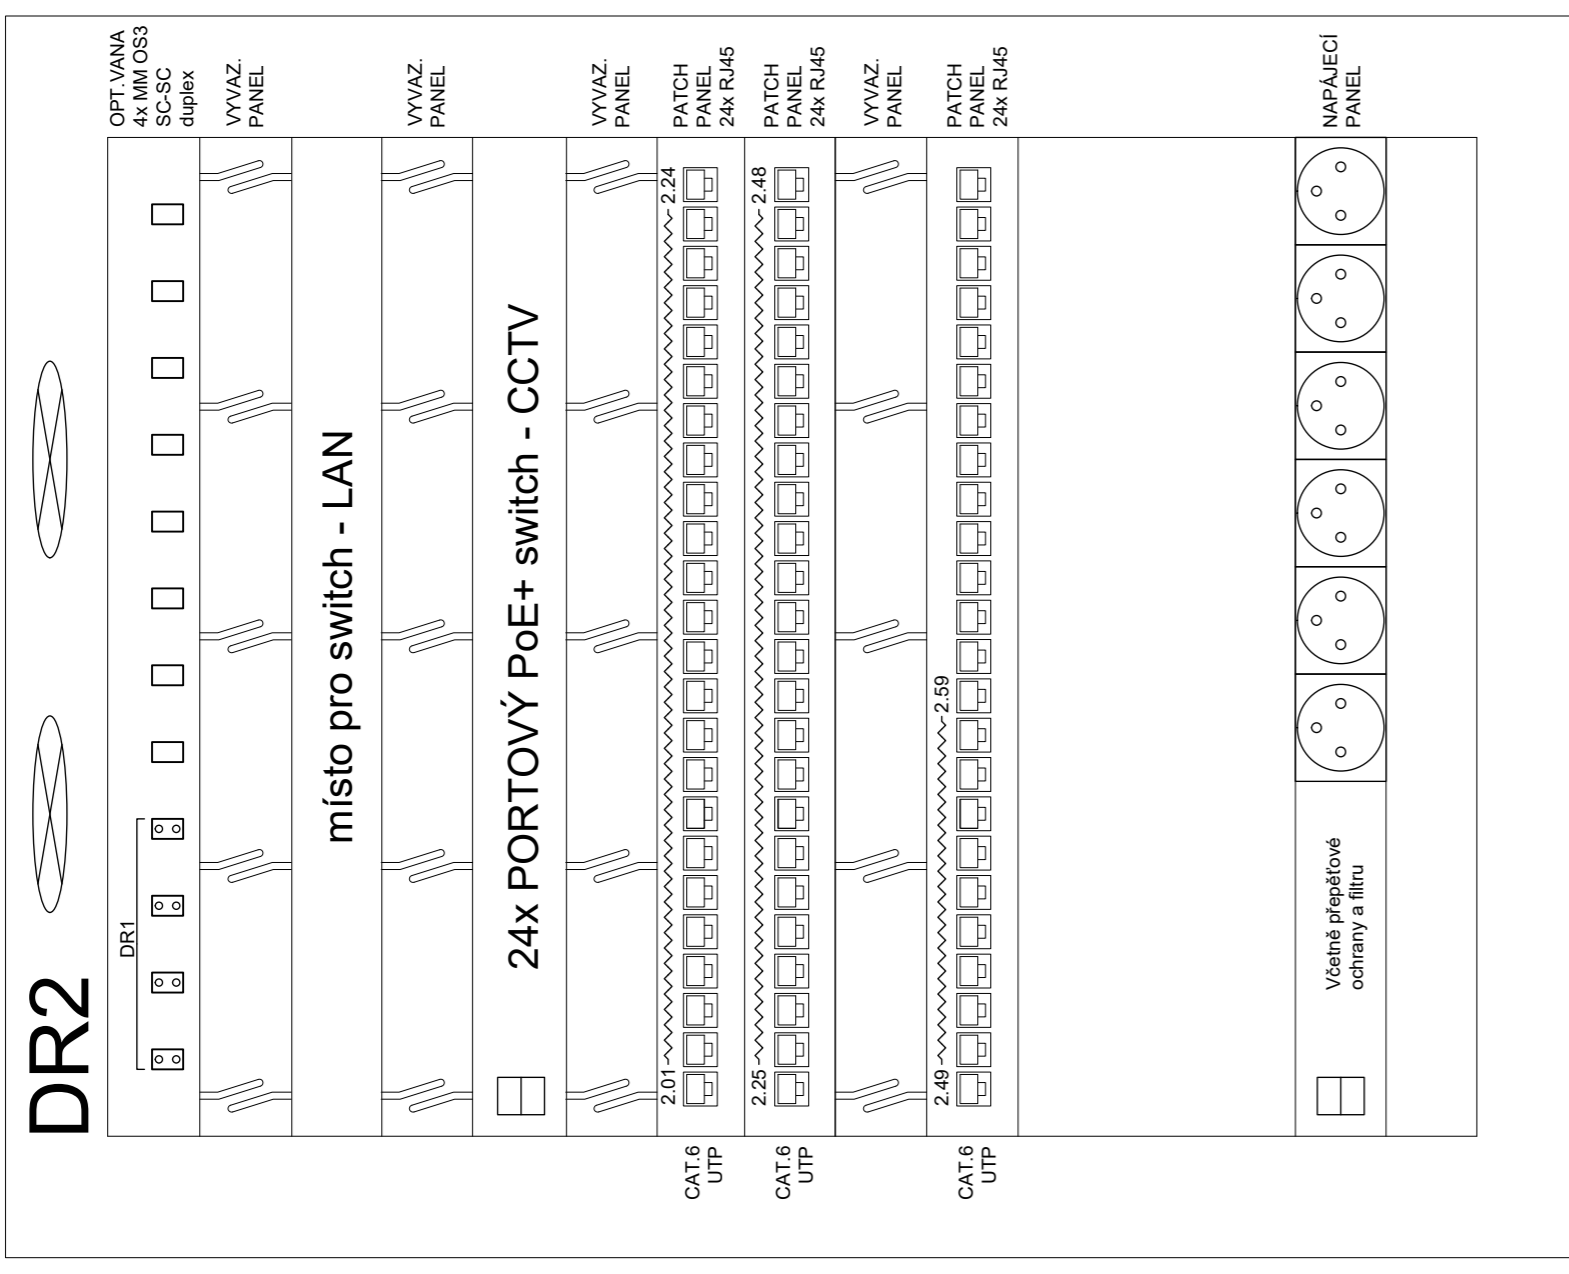 DR2
OPT.VANA
4x MM OS3
SC-SC
duplex
DR1
VYVAZ.
PANEL
místo pro switch - LAN
VYVAZ.
PANEL
24x PORTOVÝ PoE+ switch - CCTV
VYVAZ.
PANEL
PATCH
PANEL
24x RJ45
2.01
2.24
CAT.6
UTP
PATCH
PANEL
24x RJ45
2.25
2.48
CAT.6
UTP
VYVAZ.
PANEL
PATCH
PANEL
24x RJ45
2.49
2.59
CAT.6
UTP
NAPÁJECÍ
PANEL
Včetně přepěťové
ochrany a filtru